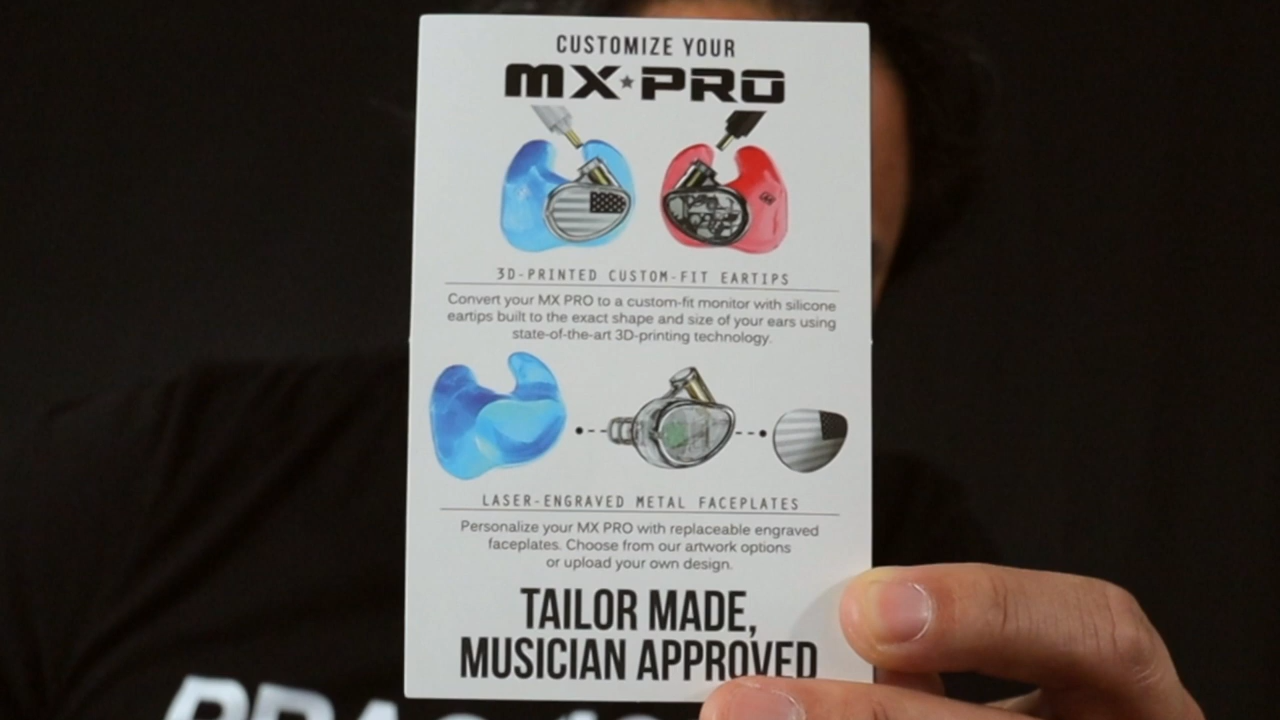 CUSTOMIZE YOUR
MX★PRO
3D-PRINTED CUSTOM-FIT EARTIPS
Convert your MX PRO to a custom-fit monitor with silicone
eartips built to the exact shape and size of your ears using
state-of-the-art 3D-printing technology.
LASER-ENGRAVED METAL FACEPLATES
Personalize your MX PRO with replaceable engraved
faceplates. Choose from our artwork options
or upload your own design.
TAILOR MADE,
MUSICIAN APPROVED